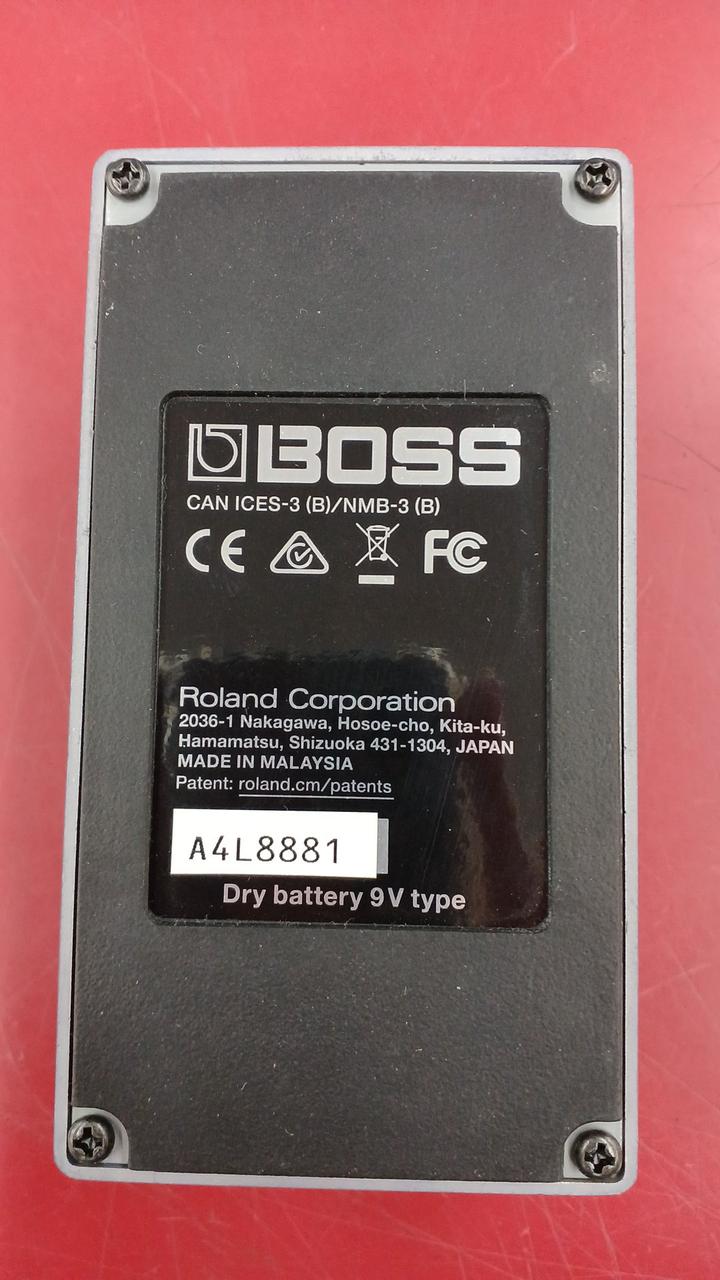 BOSS
CAN ICES-3 (B)/NMB-3 (B)
CE FC
Roland Corporation
2036-1 Nakagawa, Hosoe-cho, Kita-ku,
Hamamatsu, Shizuoka 431-1304, JAPAN
MADE IN MALAYSIA
Patent: roland.cm/patents
A4L8881
Dry battery 9V type